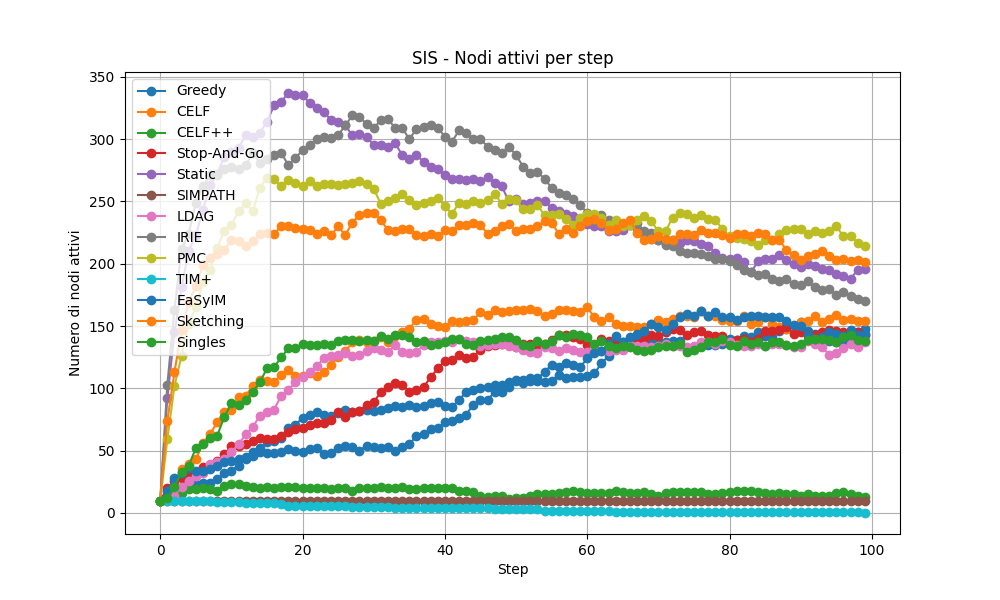 SIS - Nodi attivi per step
350
300
250
200
150
100
50
0
Numero di nodi attivi
Greedy
CELF
CELF++
Stop-And-Go
Static
SIMPATH
LDAG
IRIE
PMC
TIM+
EaSyIM
Sketching
Singles
0 20 40 60 80 100
Step